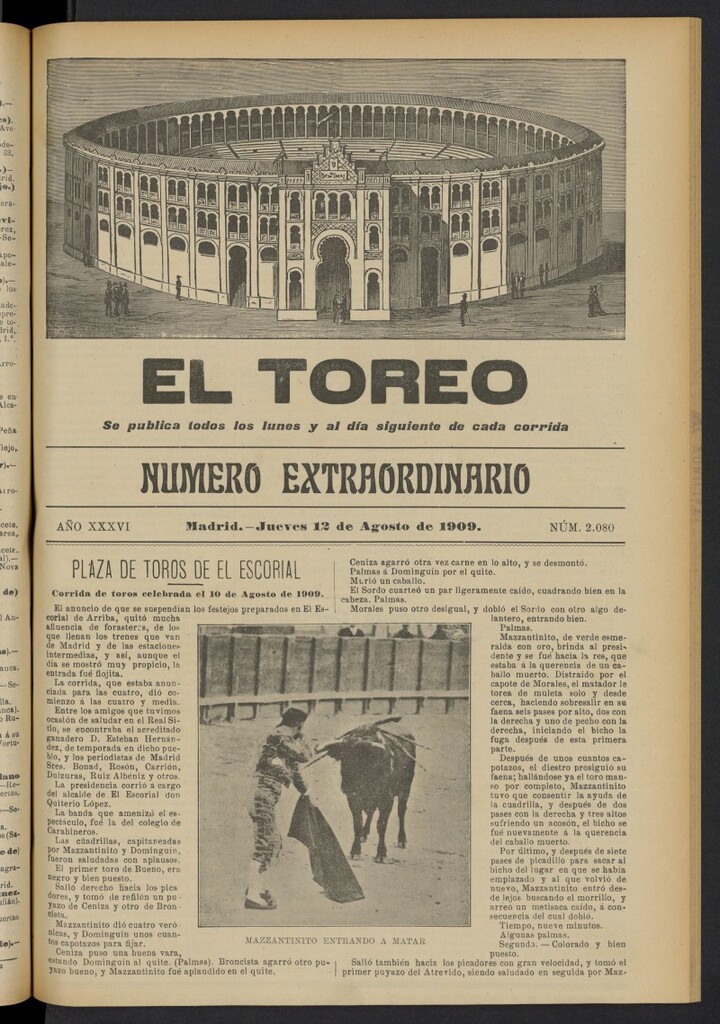 EL TOREO
Se publica todos los lunes y al día siguiente de cada corrida
NUMERO EXTRAORDINARIO
AÑO XXXVI
Madrid.—Jueves 12 de Agosto de 1909.
NÚM. 2.080
PLAZA DE TOROS DE EL ESCORIAL
Corrida de toros celebrada el 10 de Agosto de 1909.
El anuncio de que se suspendían los festejos preparados en El Es-
corial de Arriba, quitó mucha
afluencia de forasteros, de los
que llenan los trenes que van
de Madrid y de las estaciones
intermedias, y así, aunque el
día se mostró muy propicio, la
entrada fué flojita.
La corrida, que estaba anun-
ciada para las cuatro, dió co-
mienzo á las cuatro y media.
Entre los amigos que tuvimos
ocasión de saludar en el Real Si-
tio, se encontraba el acreditado
ganadero D. Esteban Hernán-
dez, de temporada en dicho pue-
blo, y los periodistas de Madrid
Sres. Bonad, Rosón, Carrión,
Dulzuras, Ruiz Albéniz y otros.
La presidencia corrió á cargo
del alcalde de El Escorial don
Quiterio López.
La banda que amenizó el es-
pectáculo, fué la del colegio de
Carabineros.
Las cuadrillas, capitaneadas
por Mazzantinito y Dominguín,
fueron saludadas con aplausos.
El primer toro de Bueno, era
negro y bien puesto.
Salió derecho hacia los pica
dores, y tomó de refilón un pu-
yazo de Ceniza y otro de Bron-
cista.
Mazzantinito dió cuatro veró-
nicas, y Dominguín unos cuan-
tos capotazos para fijar.
Ceniza puso una buena vara,
estando Dominguín al quite. (Palmas). Broncista agarró otro pu-
yazo bueno, y Mazzantinito fué aplaudido en el quite.
MAZZANTINITO ENTRANDO A MATAR
Ceniza agarró otra vez carne en lo alto, y se desmontó.
Palmas á Dominguín por el quite.
Murió un caballo.
El Sordo cuarteó un par ligeramente caído, cuadrando bien en la
cabeza. Palmas.
Morales puso otro desigual, y dobló el Sordo con otro algo de-
lantero, entrando bien.
Palmas.
Mazzantinito, de verde esme-
ralda con oro, brinda al presi-
dente y se fué hacia la res, que
estaba á la querencia de un ca-
ballo muerto. Distraído por el
capote de Morales, el matador le
torea de muleta solo y desde
cerca, haciendo sobresalir en su
faena seis pases por alto, dos con
la derecha y uno de pecho con la
derecha, iniciando el bicho la
fuga después de esta primera
parte.
Después de unos cuantos ca-
potazos, el diestro prosiguió su
faena; hallándose ya el toro man-
so por completo, Mazzantinito
tuvo que consentir la ayuda de
la cuadrilla, y después de dos
pases con la derecha y tres altos
sufriendo un acosón, el bicho se
fué nuevamente á la querencia
del caballo muerto.
Por último, y después de siete
pases de picadillo para sacar al
bicho del lugar en que se había
emplazado y al que volvió de
nuevo, Mazzantinito entró des-
de lejos buscando el morrillo, y
arreó un metisaca caído, á con-
secuencia del cual dobió.
Tiempo, nueve minutos.
Algunas palmas.
Segundo. — Colorado y bien
puesto.
Salió también hacia los picadores con gran velocidad, y tomó el
primer puyazo del Atrevido, siendo saludado en seguida por Maz-